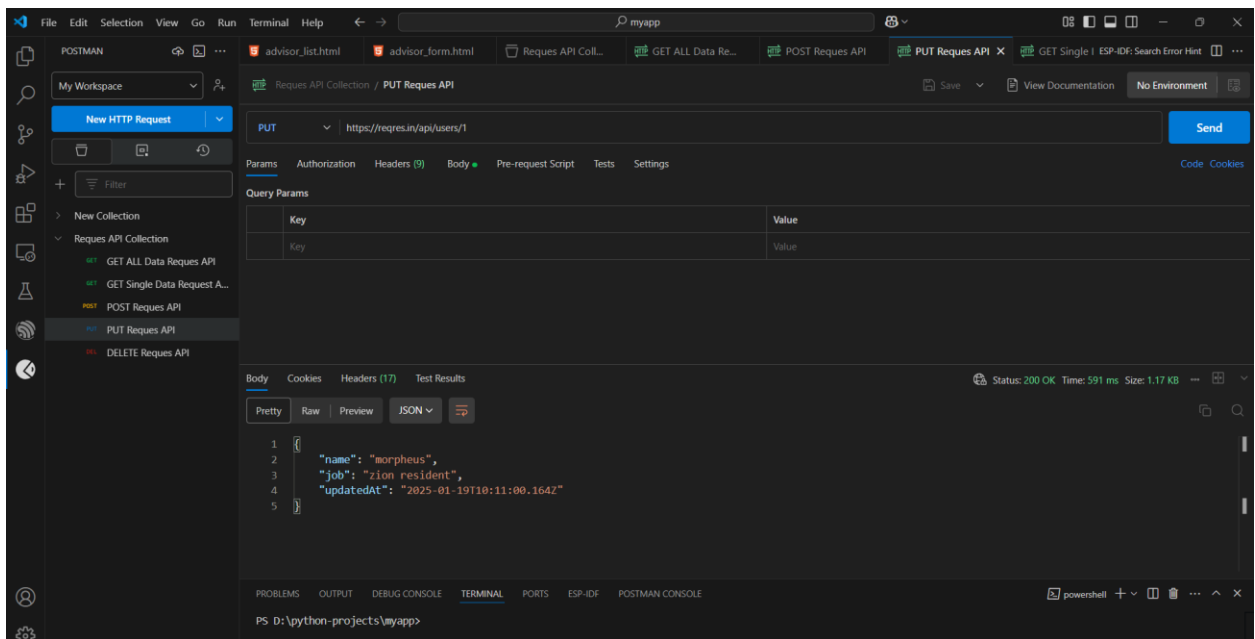 File Edit Selection View Go Run Terminal Help myapp
POSTMAN
advisor_list.html advisor_form.html Reques API Coll... GET ALL Data Re... POST Reques API PUT Reques API GET Single I ESP-IDF: Search Error Hint
My Workspace
Reques API Collection / PUT Reques API Save View Documentation No Environment
New HTTP Request
PUT https://reqres.in/api/users/1 Send
Params Authorization Headers (9) Body Pre-request Script Tests Settings Code Cookies
Filter
Query Params
New Collection
Key Value
Reques API Collection
Key Value
GET GET ALL Data Reques API
GET GET Single Data Request A...
POST POST Reques API
PUT PUT Reques API
DEL DELETE Reques API
Body Cookies Headers (17) Test Results Status: 200 OK Time: 591 ms Size: 1.17 KB
Pretty Raw Preview JSON
1 {
2 "name": "morpheus",
3 "job": "zion resident",
4 "updatedAt": "2025-01-19T10:11:00.164Z"
5 }
PROBLEMS OUTPUT DEBUG CONSOLE TERMINAL PORTS ESP-IDF POSTMAN CONSOLE powershell
PS D:\python-projects\myapp>